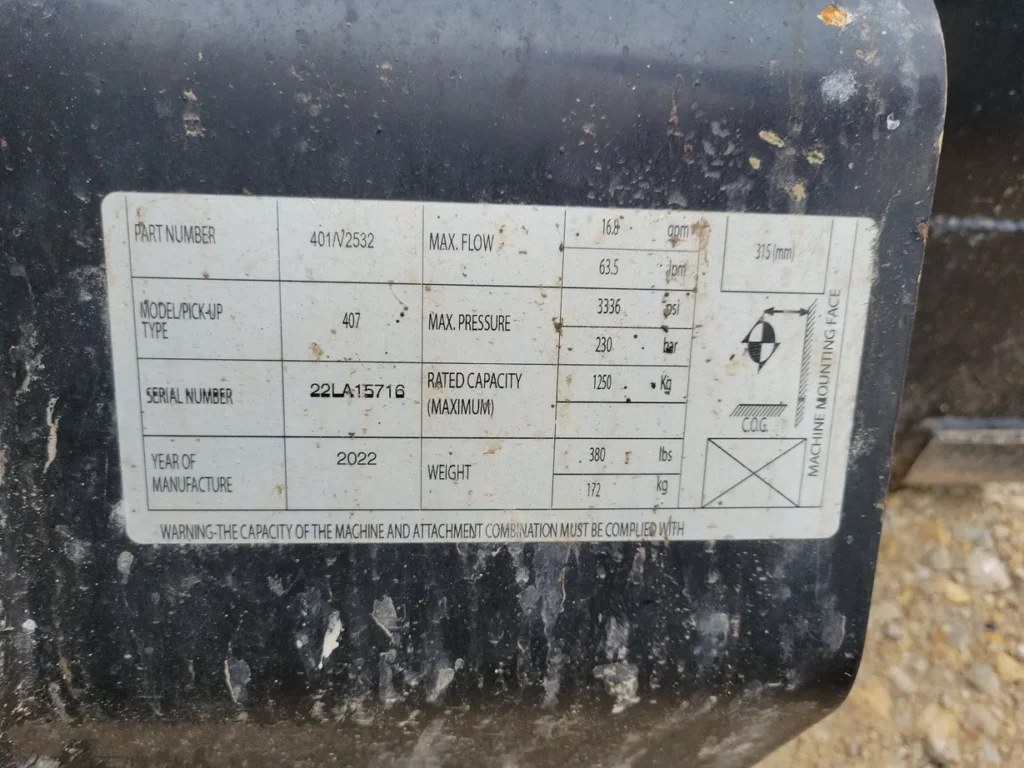 PART NUMBER 401/V2532 MAX. FLOW 16.8 gpm
63.5 lpm
315 (mm)
MODEL/PICK-UP TYPE 407 MAX. PRESSURE 3336 psi
230 bar
SERIAL NUMBER 22LA15716 RATED CAPACITY (MAXIMUM) 1250 Kg
C.O.G.
MACHINE MOUNTING FACE
YEAR OF MANUFACTURE 2022 WEIGHT 380 lbs
172 kg
WARNING-THE CAPACITY OF THE MACHINE AND ATTACHMENT COMBINATION MUST BE COMPLIED WITH